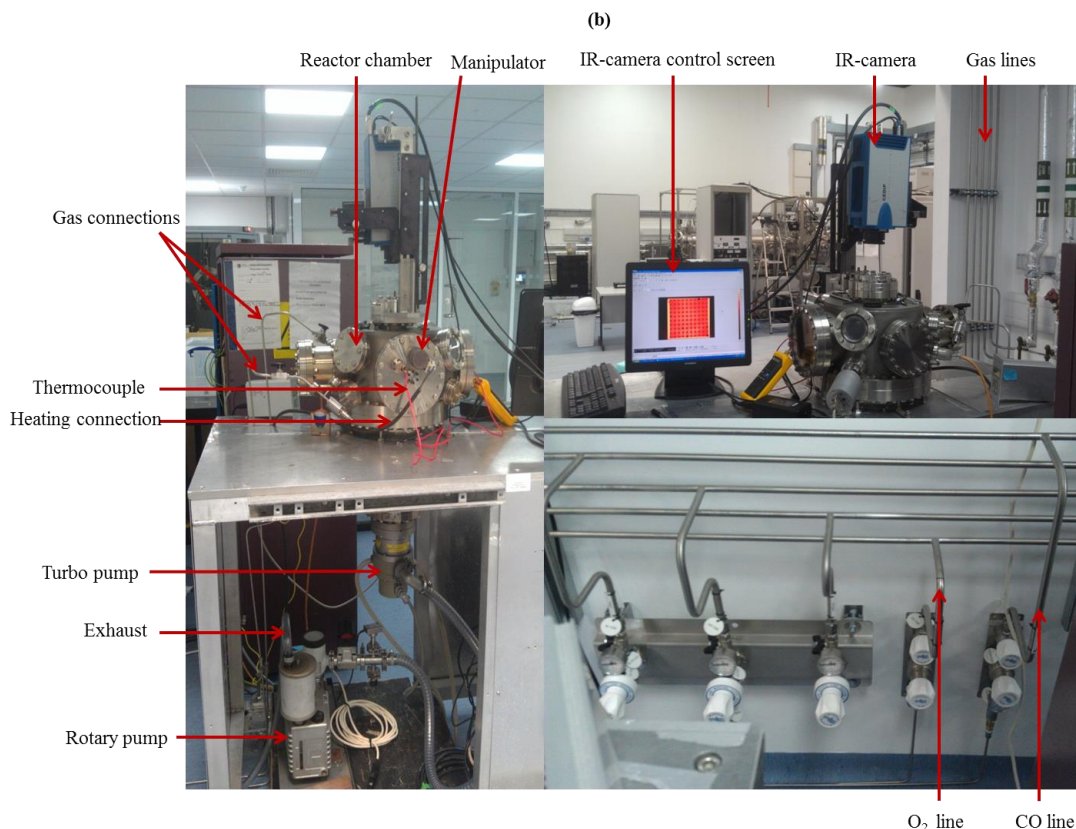 (b)
Reactor chamber
Manipulator
IR-camera control screen
IR-camera
Gas lines
Gas connections
Thermocouple
Heating connection
Turbo pump
Exhaust
Rotary pump
O₂ line
CO line